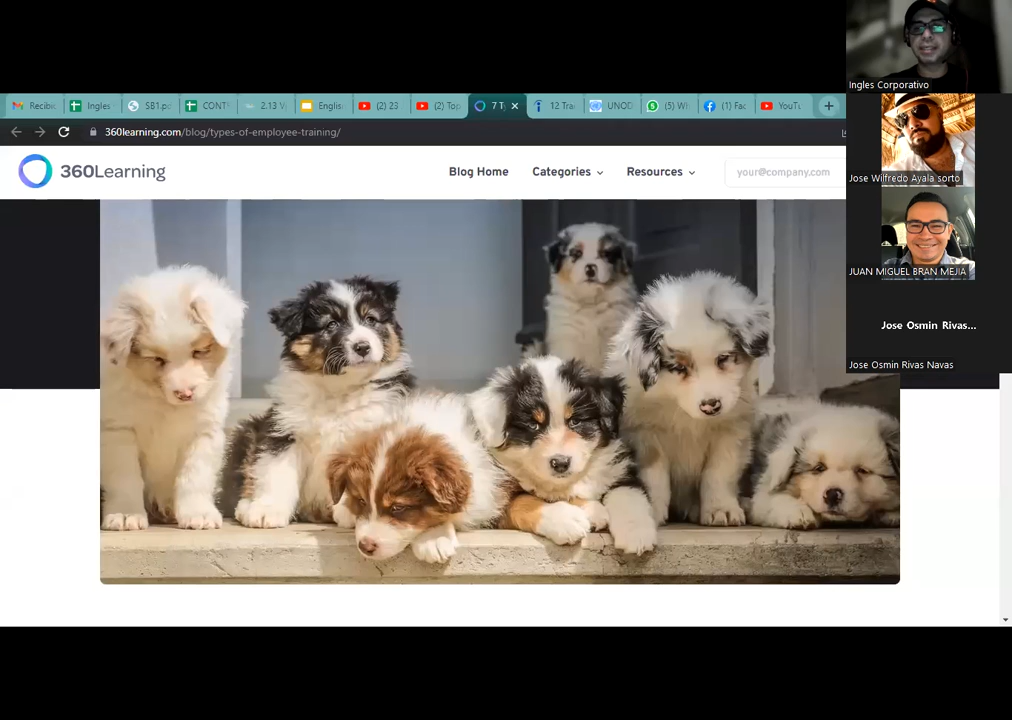 Ingles Corporativo
Recibi
Ingles
SB1.p
CONT
2.13 V
Englis
(2) 23
(2) Top
7 T
12 Tra
UNOD
(5) W
(1) Fac
YouTu
360learning.com/blog/types-of-employee-training/
360Learning
Blog Home
Categories
Resources
your@company.com
Jose Wilfredo Ayala sorto
JUAN MIGUEL BRAN MEJIA
Jose Osmin Rivas...
Jose Osmin Rivas Navas